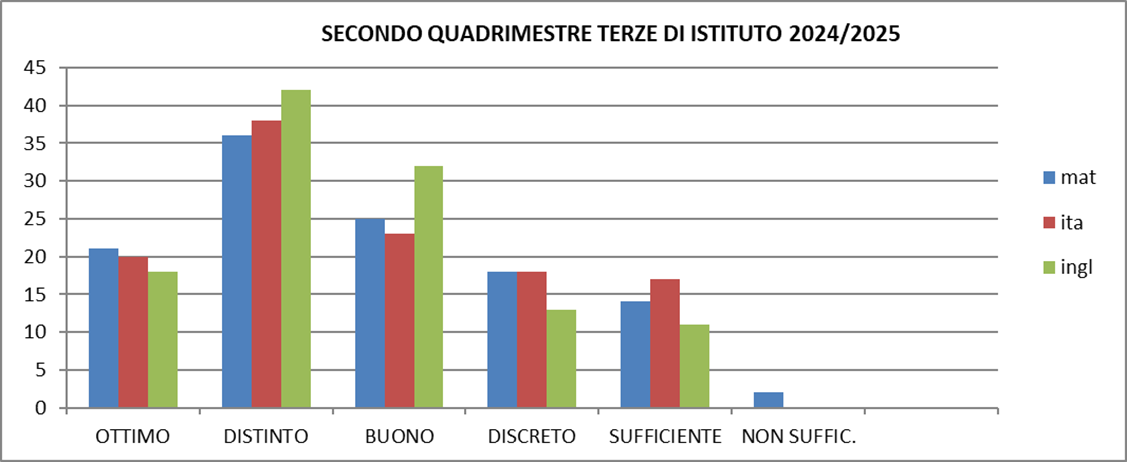 SECONDO QUADRIMESTRE TERZE DI ISTITUTO 2024/2025
45
40
35
30
25
20
15
10
5
0
OTTIMO DISTINTO BUONO DISCRETO SUFFICIENTE NON SUFFIC.
mat
ita
ingl